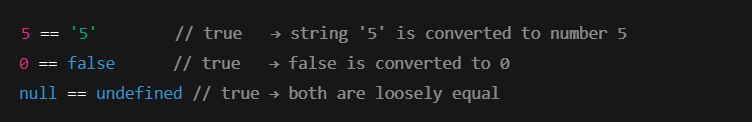 5 == '5'        // true   → string '5' is converted to number 5
0 == false      // true   → false is converted to 0
null == undefined // true → both are loosely equal